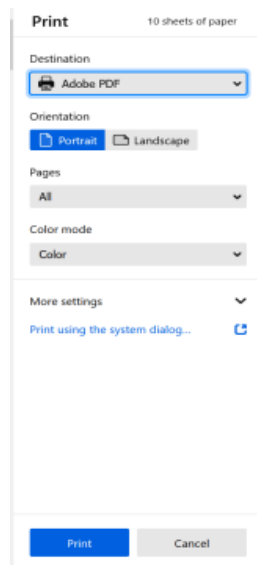 Print 10 sheets of paper
Destination
Adobe PDF
Orientation
Portrait Landscape
Pages
All
Color mode
Color
More settings
Print using the system dialog...
Print Cancel